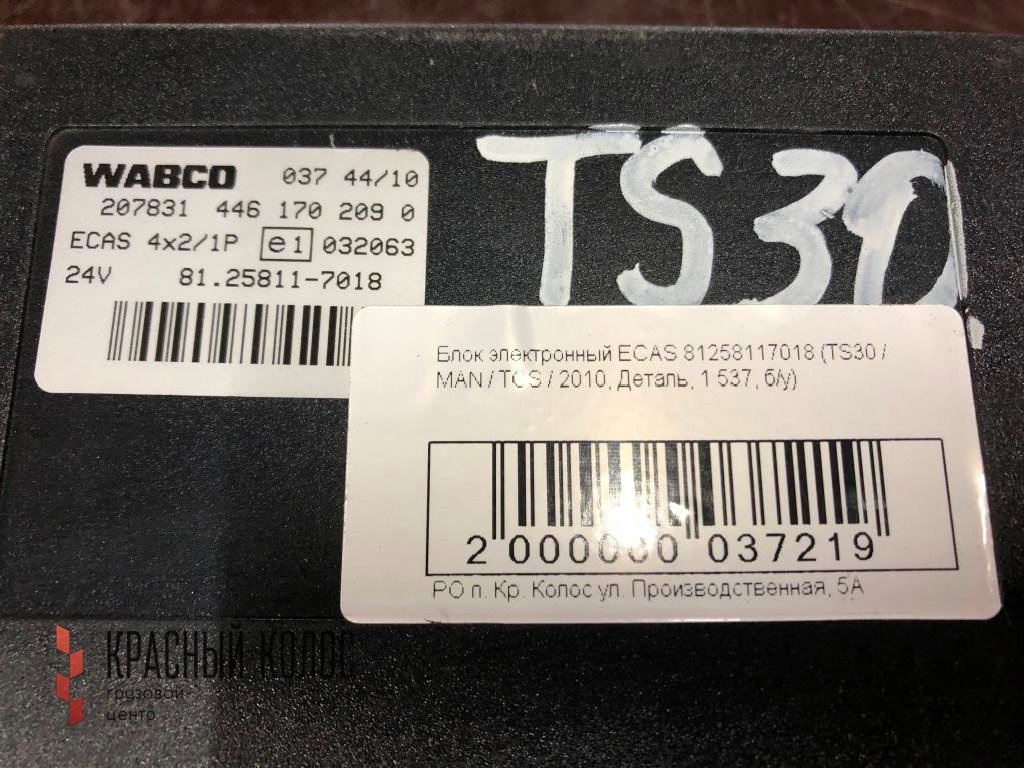 WABCO 037 44/10
207831 446 170 209 0
ECAS 4x2/1P e1 032063
24V 81.25811-7018
TS30
Блок электронный ECAS 81258117018 (TS30 /
MAN / TGS / 2010, Деталь, 1 537, б/у)
2 000000 037219
РО п. Кр. Колос ул. Производственная, 5А
КРАСНЫЙ КОЛОС
грузовой
центр